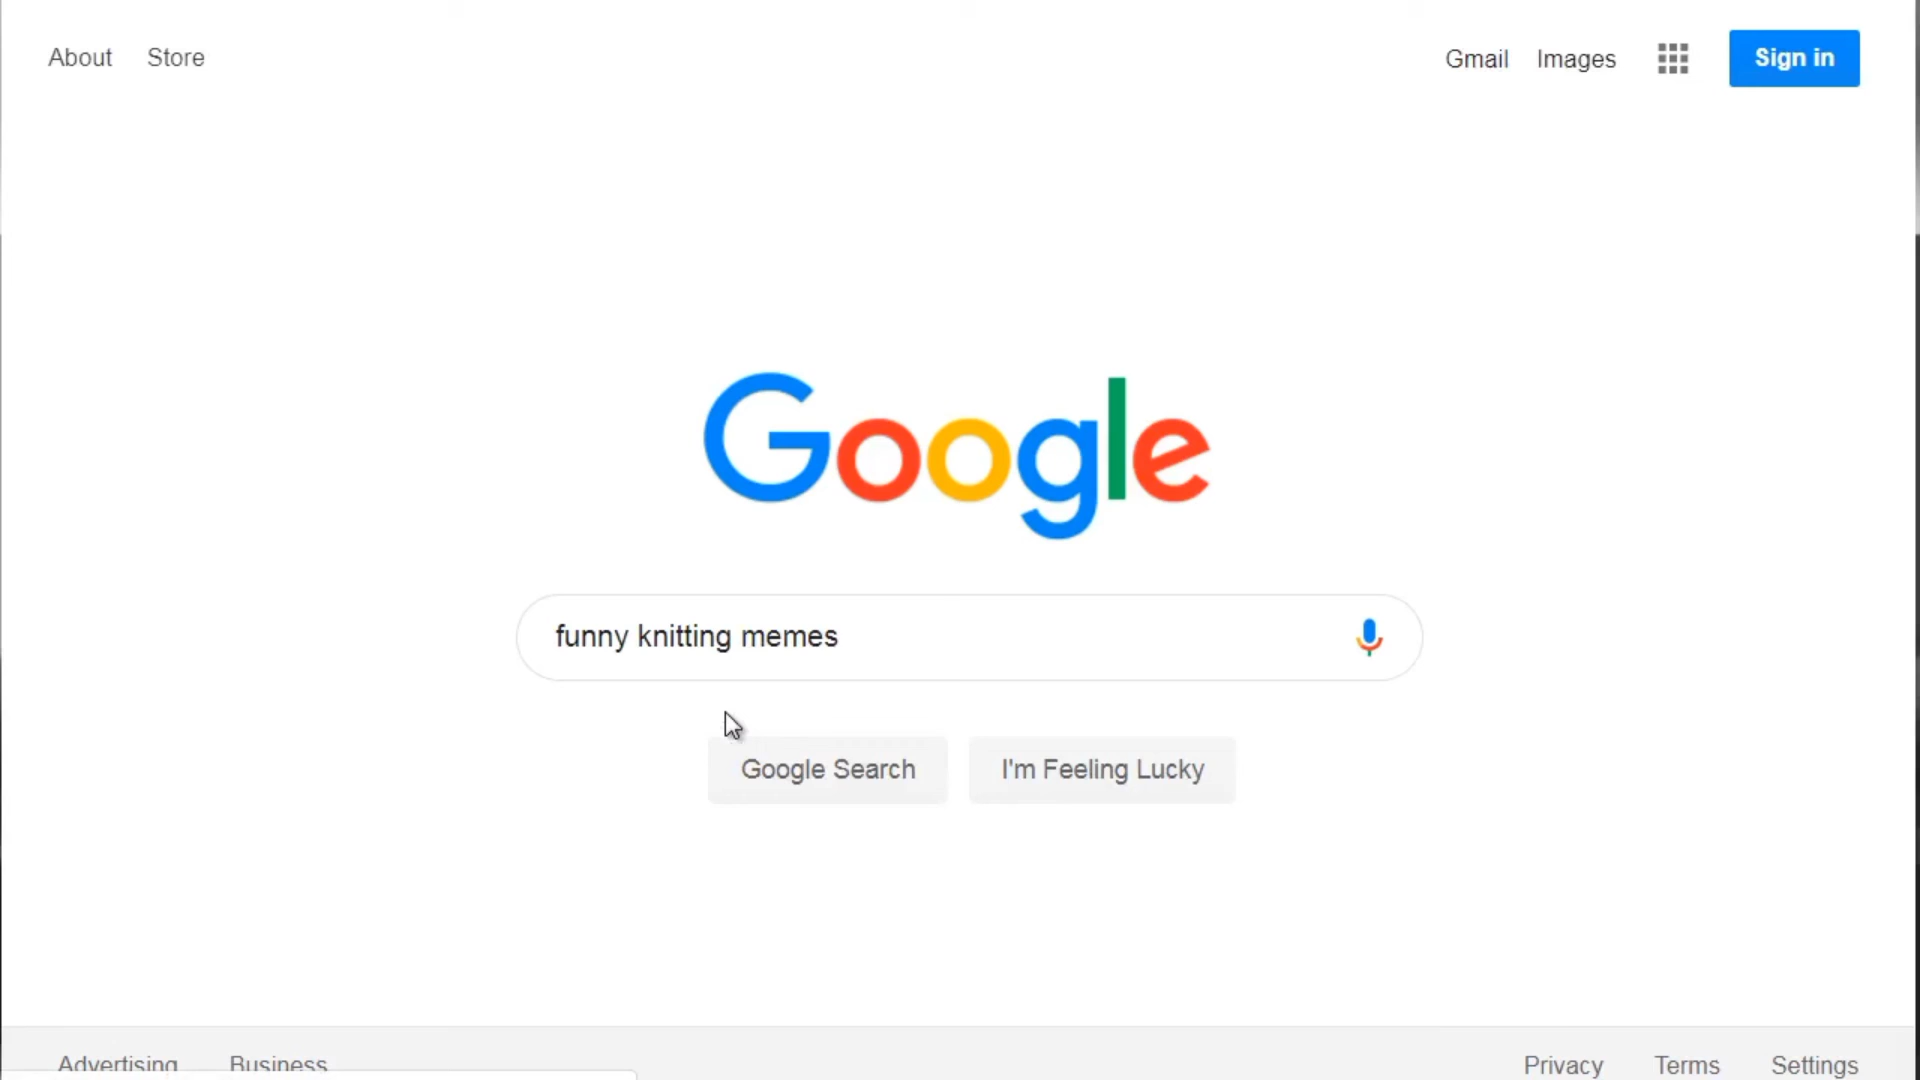 About Store
Gmail Images Sign in
Google
funny knitting memes
Google Search I'm Feeling Lucky
Advertising Business
Privacy Terms Settings